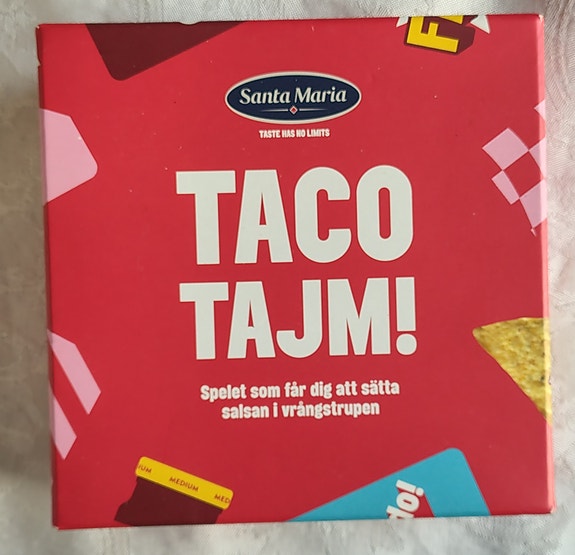 Santa Maria
TASTE HAS NO LIMITS
TACO
TAJM!
Spelet som får dig att sätta
salsan i vrångstrupen
MEDIUM